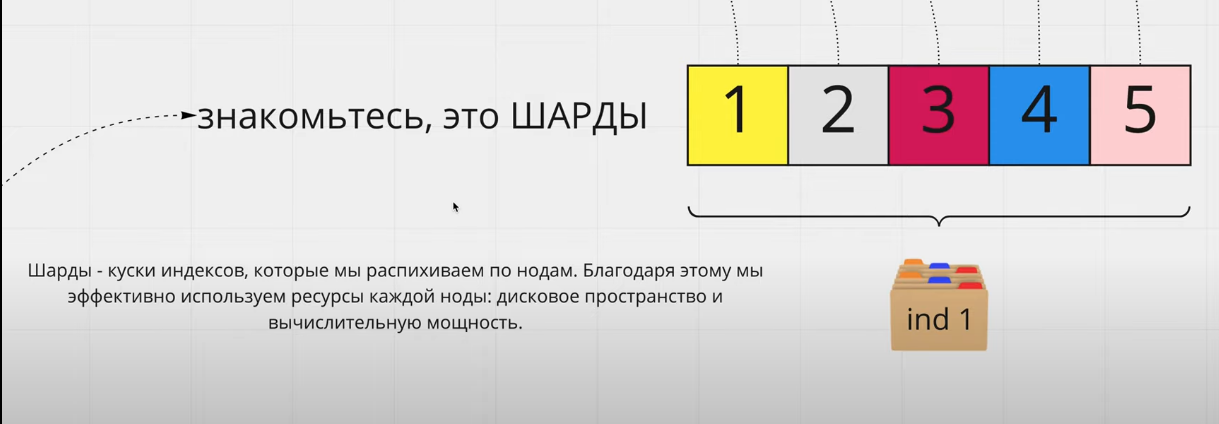 знакомьтесь, это ШАРДЫ
1 2 3 4 5
Шарды - куски индексов, которые мы распихиваем по нодам. Благодаря этому мы
эффективно используем ресурсы каждой ноды: дисковое пространство и
вычислительную мощность.
ind 1